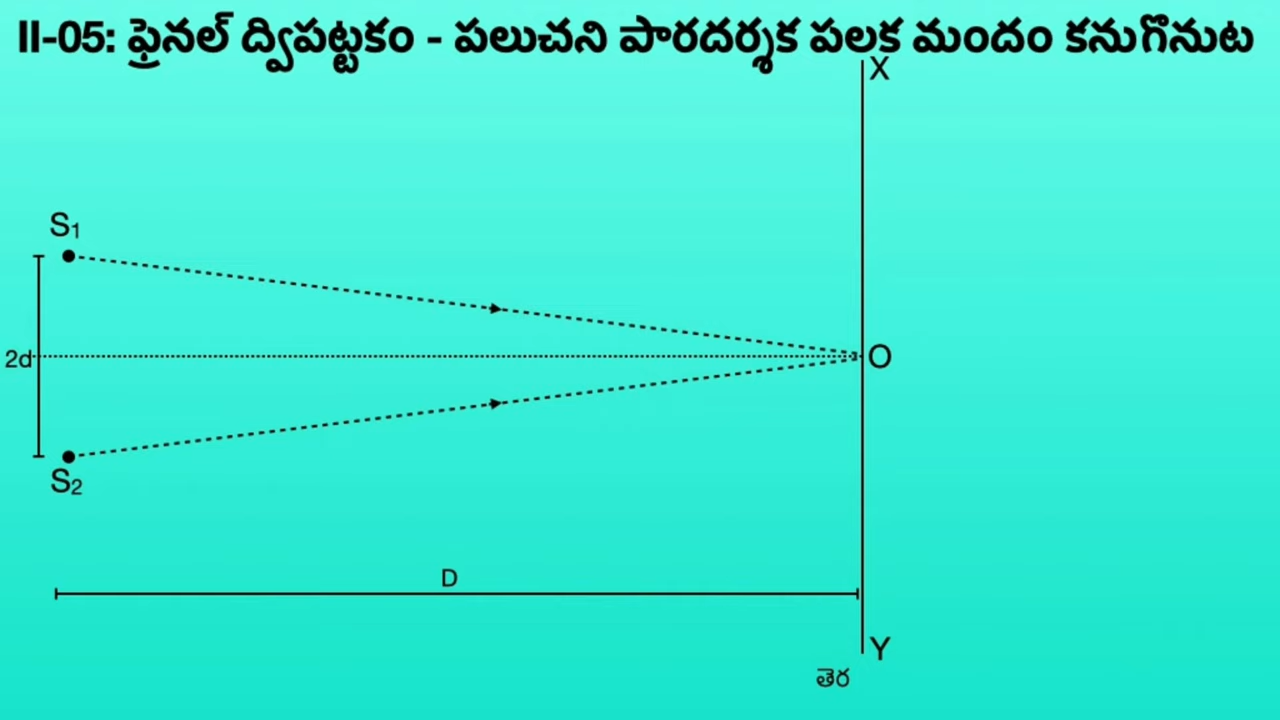 II-05: ఫ్రెనల్ ద్విపట్టకం - పలుచని పారదర్శక పలక మందం కనుగొనుట
X
S₁
2d
O
S₂
D
Y
తెర